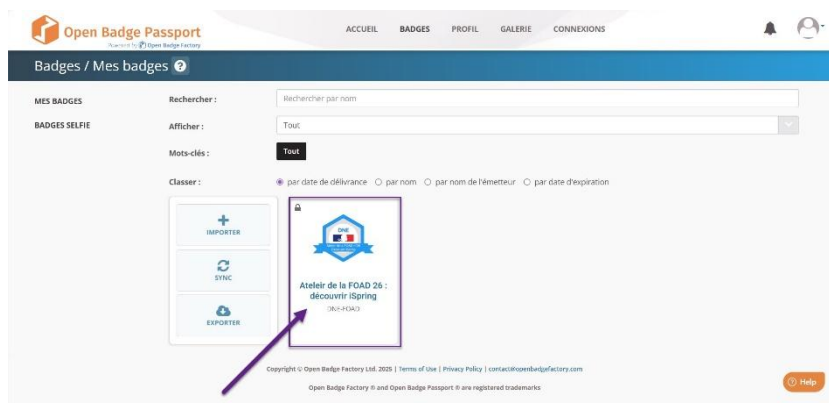 Open Badge Passport
Powered by Open Badge Factory
ACCUEIL BADGES PROFIL GALERIE CONNEXIONS
Badges / Mes badges ?
MES BADGES
BADGES SELFIE
Rechercher :
Rechercher par nom
Afficher :
Tout
Mots-clés :
Tout
Classer :
par date de délivrance par nom par nom de l'émetteur par date d'expiration
IMPORTER
SYNC
EXPORTER
DNE
Ateleir de la FOAD 26 :
découvrir iSpring
DNE-FOAD
Copyright © Open Badge Factory Ltd. 2025 | Terms of Use | Privacy Policy | contact@openbadgefactory.com
Open Badge Factory ® and Open Badge Passport ® are registered trademarks
? Help